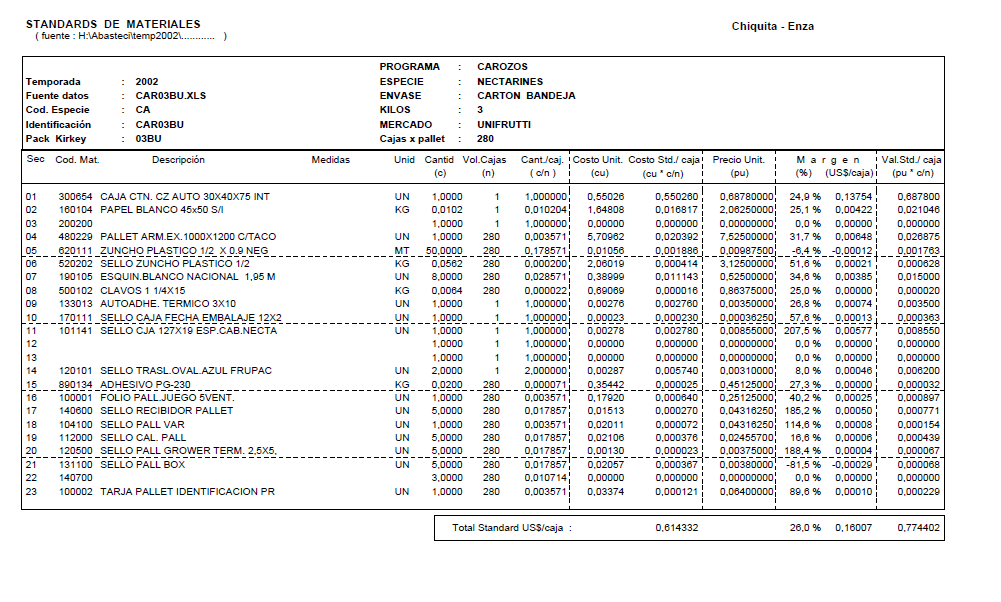 STANDARDS DE MATERIALES
Chiquita - Enza
( fuente : H:\Abasteci\temp2002\............ )
PROGRAMA : CAROZOS
Temporada : 2002 ESPECIE : NECTARINES
Fuente datos : CAR03BU.XLS ENVASE : CARTON BANDEJA
Cod. Especie : CA KILOS : 3
Identificación : CAR03BU MERCADO : UNIFRUTTI
Pack Kirkey : 03BU Cajas x pallet : 280
Sec Cod. Mat. Descripción Medidas Unid Cantid Vol.Cajas Cant./caj. Costo Unit. Costo Std./ caja Precio Unit. M a r g e n Val.Std./ caja
(c) (n) ( c/n ) (cu) (cu * c/n) (pu) (%) (US$/caja) (pu * c/n)
01 300654 CAJA CTN. CZ AUTO 30X40X75 INT UN 1,0000 1 1,000000 0,55026 0,550260 0,68780000 24,9 % 0,13754 0,687800
02 160104 PAPEL BLANCO 45x50 S/I KG 0,0102 1 0,010204 1,64808 0,016817 2,06250000 25,1 % 0,00422 0,021046
03 200200 1,0000 1 1,000000 0,00000 0,000000 0,00000000 0,0 % 0,00000 0,000000
04 480229 PALLET ARM.EX.1000X1200 C/TACO UN 1,0000 280 0,003571 5,70962 0,020392 7,52500000 31,7 % 0,00648 0,026875
05 620111 ZUNCHO PLASTICO 1/2 X 0.9 NEG MT 50,0000 280 0,178571 0,01056 0,001886 0,00987500 -6,4 % -0,00012 0,001763
06 520202 SELLO ZUNCHO PLASTICO 1/2 KG 0,0562 280 0,000200 2,06019 0,000414 3,12500000 51,6 % 0,00021 0,000628
07 190105 ESQUIN.BLANCO NACIONAL 1,95 M UN 8,0000 280 0,028571 0,38999 0,011143 0,52500000 34,6 % 0,00385 0,015000
08 500102 CLAVOS 1 1/4X15 KG 0,0064 280 0,000022 0,69069 0,000016 0,86375000 25,0 % 0,00000 0,000020
09 133013 AUTOADHE. TERMICO 3X10 UN 1,0000 1 1,000000 0,00276 0,002760 0,00350000 26,8 % 0,00074 0,003500
10 170111 SELLO CAJA FECHA EMBALAJE 12X2 UN 1,0000 1 1,000000 0,00023 0,000230 0,00036250 57,6 % 0,00013 0,000363
11 101141 SELLO CJA 127X19 ESP.CAB.NECTA UN 1,0000 1 1,000000 0,00278 0,002780 0,00855000 207,5 % 0,00577 0,008550
12 1,0000 1 1,000000 0,00000 0,000000 0,00000000 0,0 % 0,00000 0,000000
13 1,0000 1 1,000000 0,00000 0,000000 0,00000000 0,0 % 0,00000 0,000000
14 120101 SELLO TRASL.OVAL.AZUL FRUPAC UN 2,0000 1 2,000000 0,00287 0,005740 0,00310000 8,0 % 0,00046 0,006200
15 890134 ADHESIVO PG-230 KG 0,0200 280 0,000071 0,35442 0,000025 0,45125000 27,3 % 0,00000 0,000032
16 100001 FOLIO PALL.JUEGO 5VENT. UN 1,0000 280 0,003571 0,17920 0,000640 0,25125000 40,2 % 0,00025 0,000897
17 140600 SELLO RECIBIDOR PALLET UN 5,0000 280 0,017857 0,01513 0,000270 0,04316250 185,2 % 0,00050 0,000771
18 104100 SELLO PALL VAR UN 1,0000 280 0,003571 0,02011 0,000072 0,04316250 114,6 % 0,00008 0,000154
19 112000 SELLO CAL. PALL UN 5,0000 280 0,017857 0,02106 0,000376 0,02455700 16,6 % 0,00006 0,000439
20 120500 SELLO PALL GROWER TERM. 2,5X5, UN 5,0000 280 0,017857 0,00130 0,000023 0,00375000 188,4 % 0,00004 0,000067
21 131100 SELLO PALL BOX UN 5,0000 280 0,017857 0,02057 0,000367 0,00380000 -81,5 % -0,00029 0,000068
22 140700 3,0000 280 0,010714 0,00000 0,000000 0,00000000 0,0 % 0,00000 0,000000
23 100002 TARJA PALLET IDENTIFICACION PR UN 1,0000 280 0,003571 0,03374 0,000121 0,06400000 89,6 % 0,00010 0,000229
Total Standard US$/caja : 0,614332 26,0 % 0,16007 0,774402